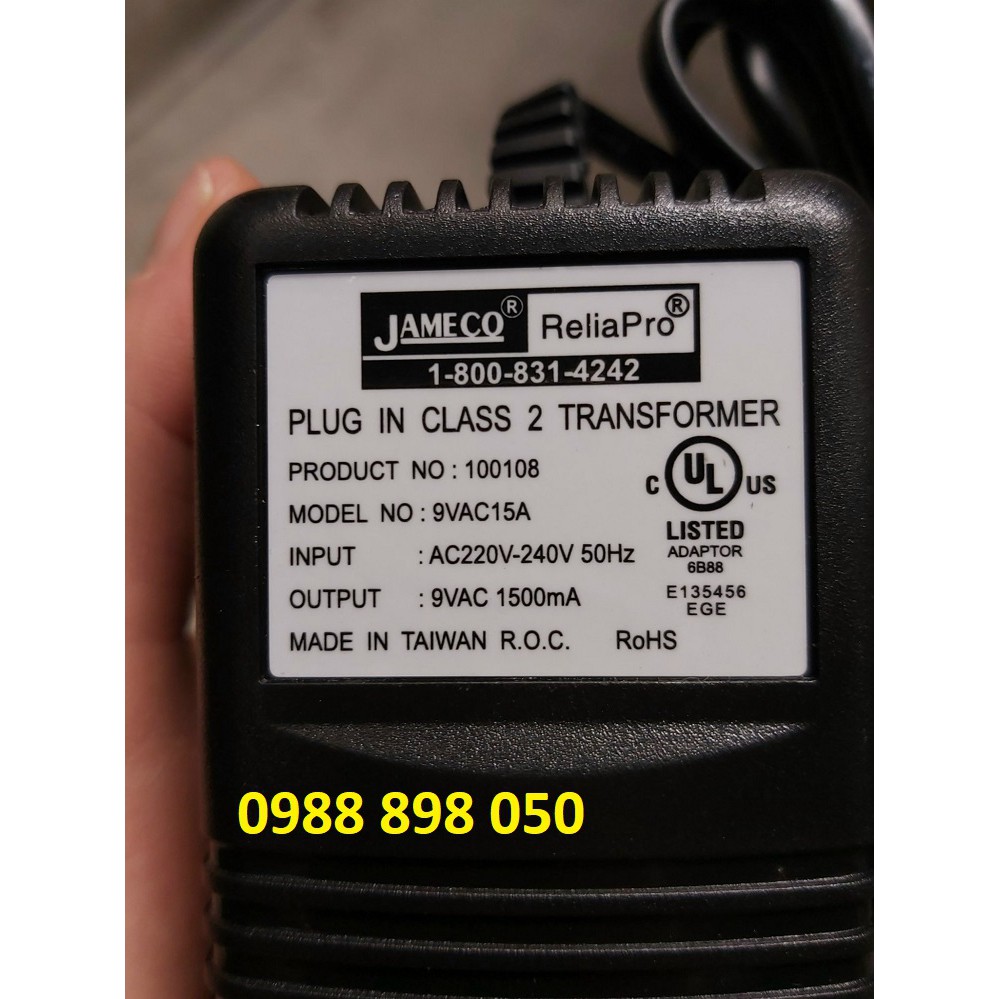 JAMECO® ReliaPro®
1-800-831-4242
PLUG IN CLASS 2 TRANSFORMER
PRODUCT NO : 100108
MODEL NO : 9VAC15A
INPUT : AC220V-240V 50Hz
OUTPUT : 9VAC 1500mA
MADE IN TAIWAN R.O.C. RoHS
C UL US
LISTED
ADAPTOR
6B88
E135456
EGE
0988 898 050